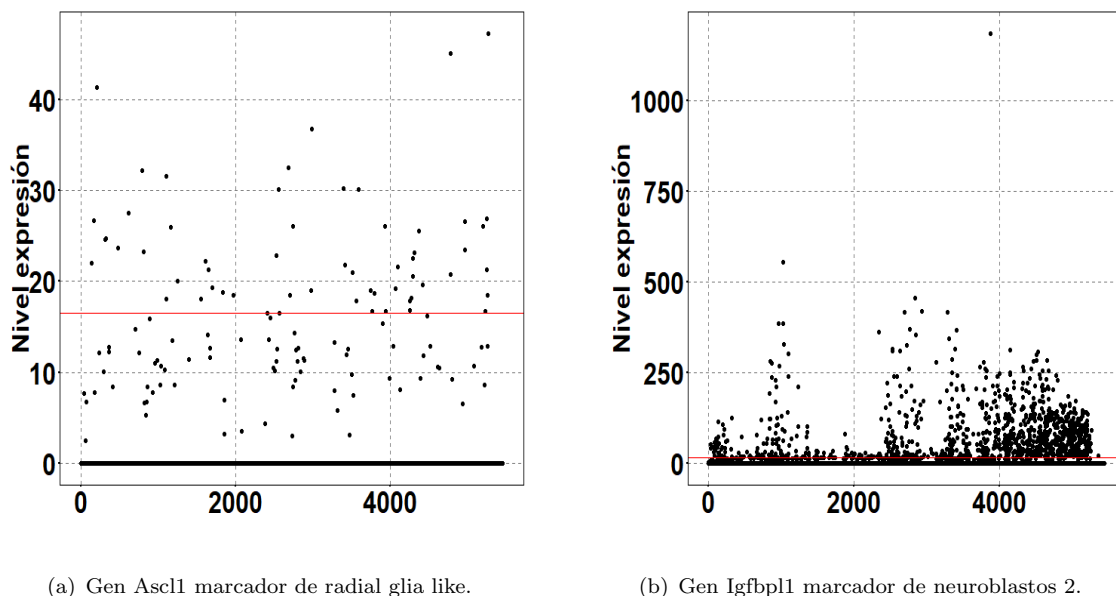 Nivel expresión
40
30
20
10
0
0 2000 4000
Nivel expresión
1000
750
500
250
0
0 2000 4000
(a) Gen Ascl1 marcador de radial glia like.
(b) Gen Igfbpl1 marcador de neuroblastos 2.